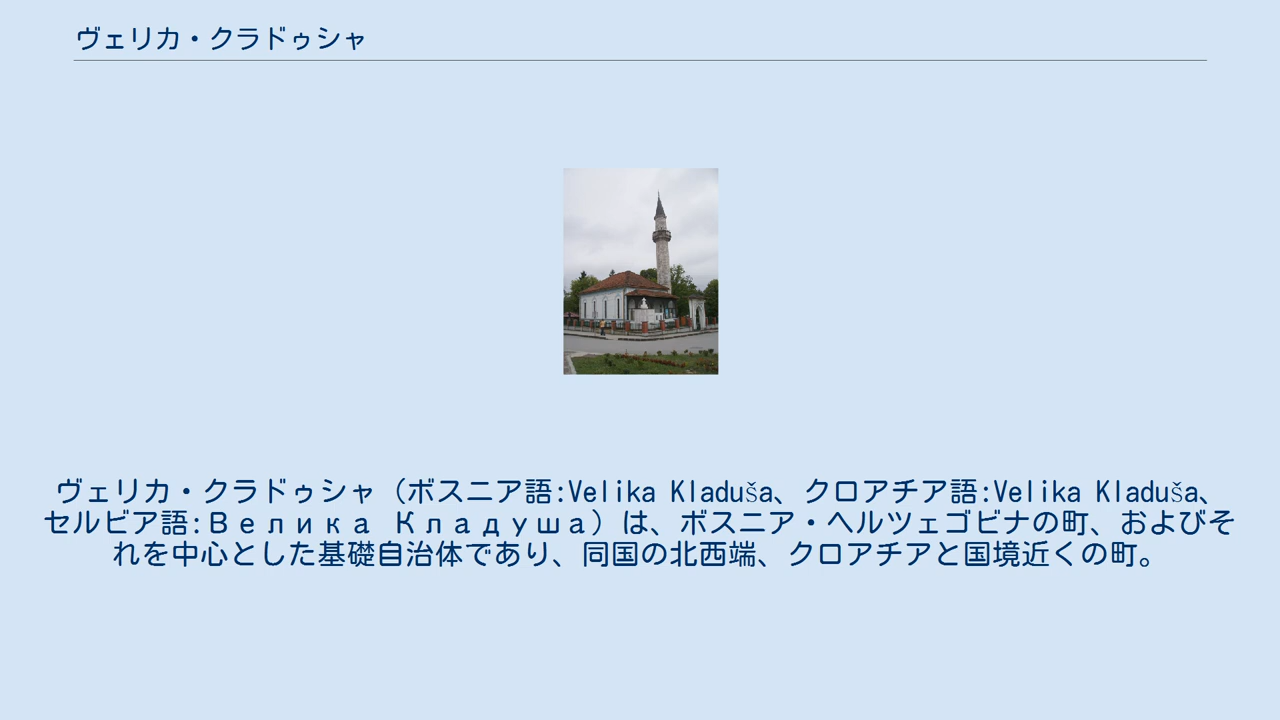 ヴェリカ・クラドゥシャ
ヴェリカ・クラドゥシャ（ボスニア語:Velika Kladuša、クロアチア語:Velika Kladuša、
セルビア語:Ｂелика Кладуша）は、ボスニア・ヘルツェゴビナの町、およびそ
れを中心とした基礎自治体であり、同国の北西端、クロアチアと国境近くの町。